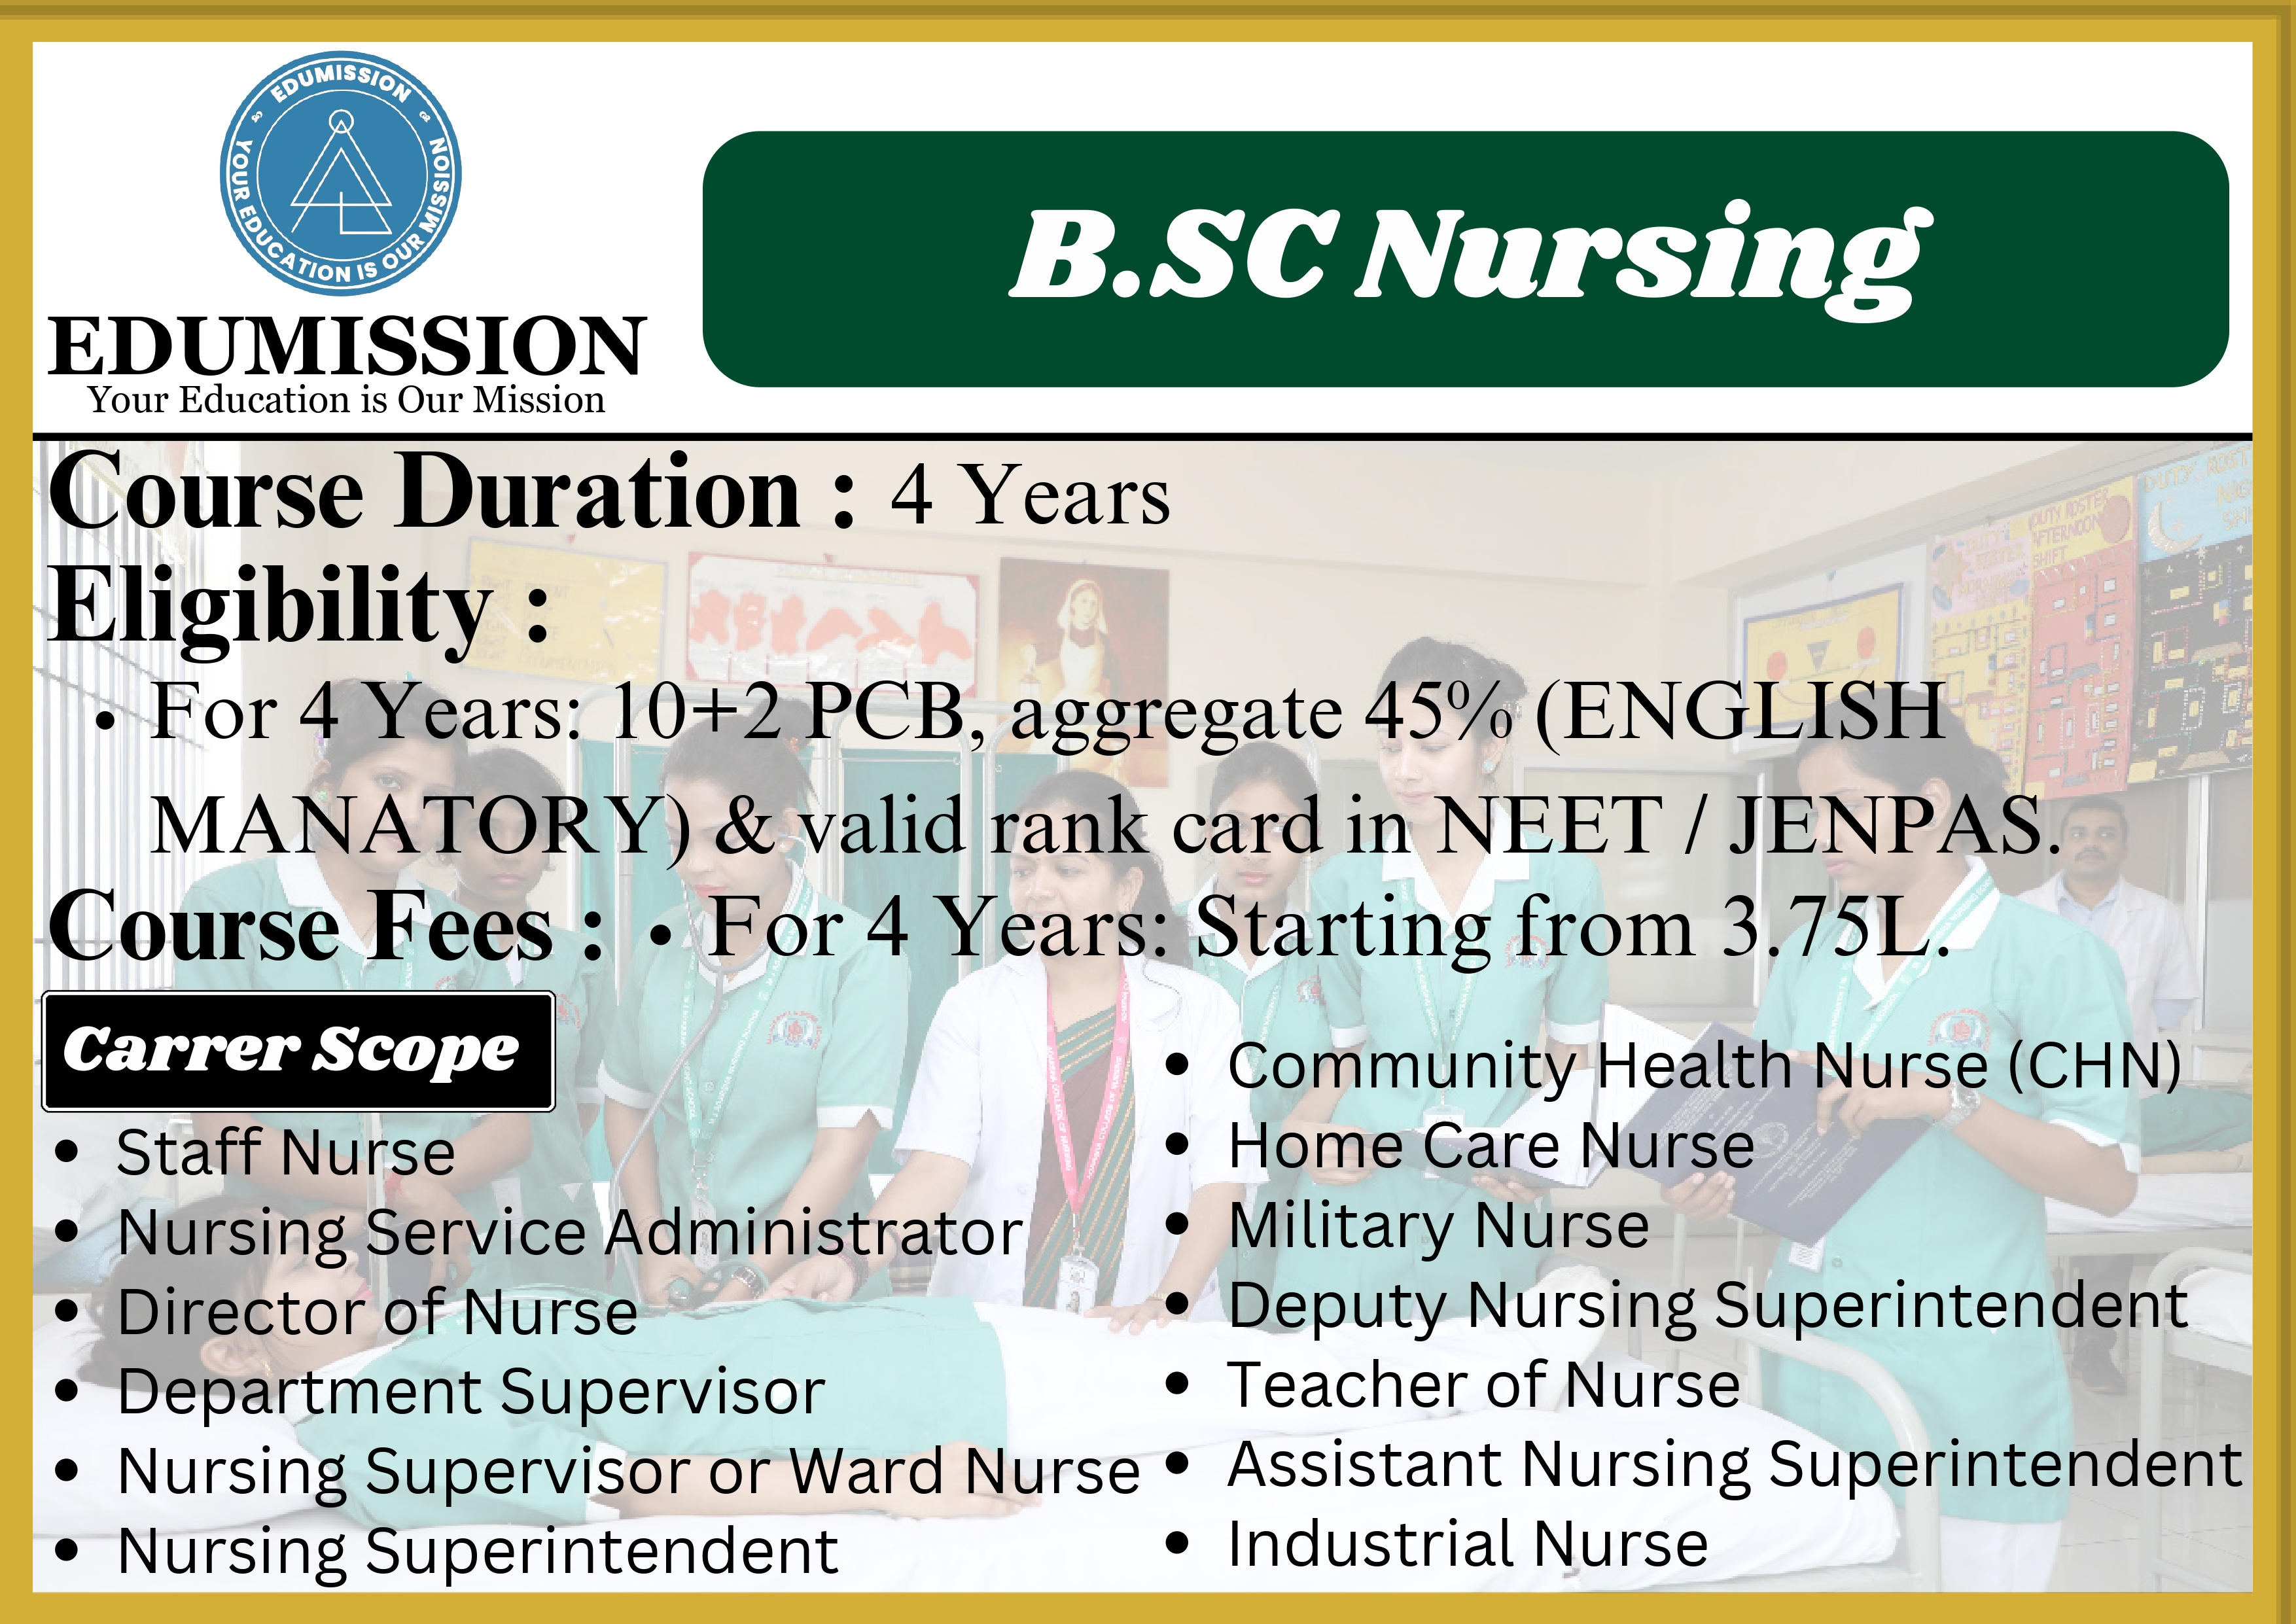 EDUMISSION
YOUR EDUCATION IS OUR MISSION
EDUMISSION
Your Education is Our Mission
B.SC Nursing
Course Duration : 4 Years
Eligibility :
• For 4 Years: 10+2 PCB, aggregate 45% (ENGLISH
MANATORY) & valid rank card in NEET / JENPAS.
Course Fees : • For 4 Years: Starting from 3.75L.
Carrer Scope
• Staff Nurse
• Nursing Service Administrator
• Director of Nurse
• Department Supervisor
• Nursing Supervisor or Ward Nurse
• Nursing Superintendent
• Community Health Nurse (CHN)
• Home Care Nurse
• Military Nurse
• Deputy Nursing Superintendent
• Teacher of Nurse
• Assistant Nursing Superintendent
• Industrial Nurse
DUTY ROSTER
AFTERNOON
SHIFT